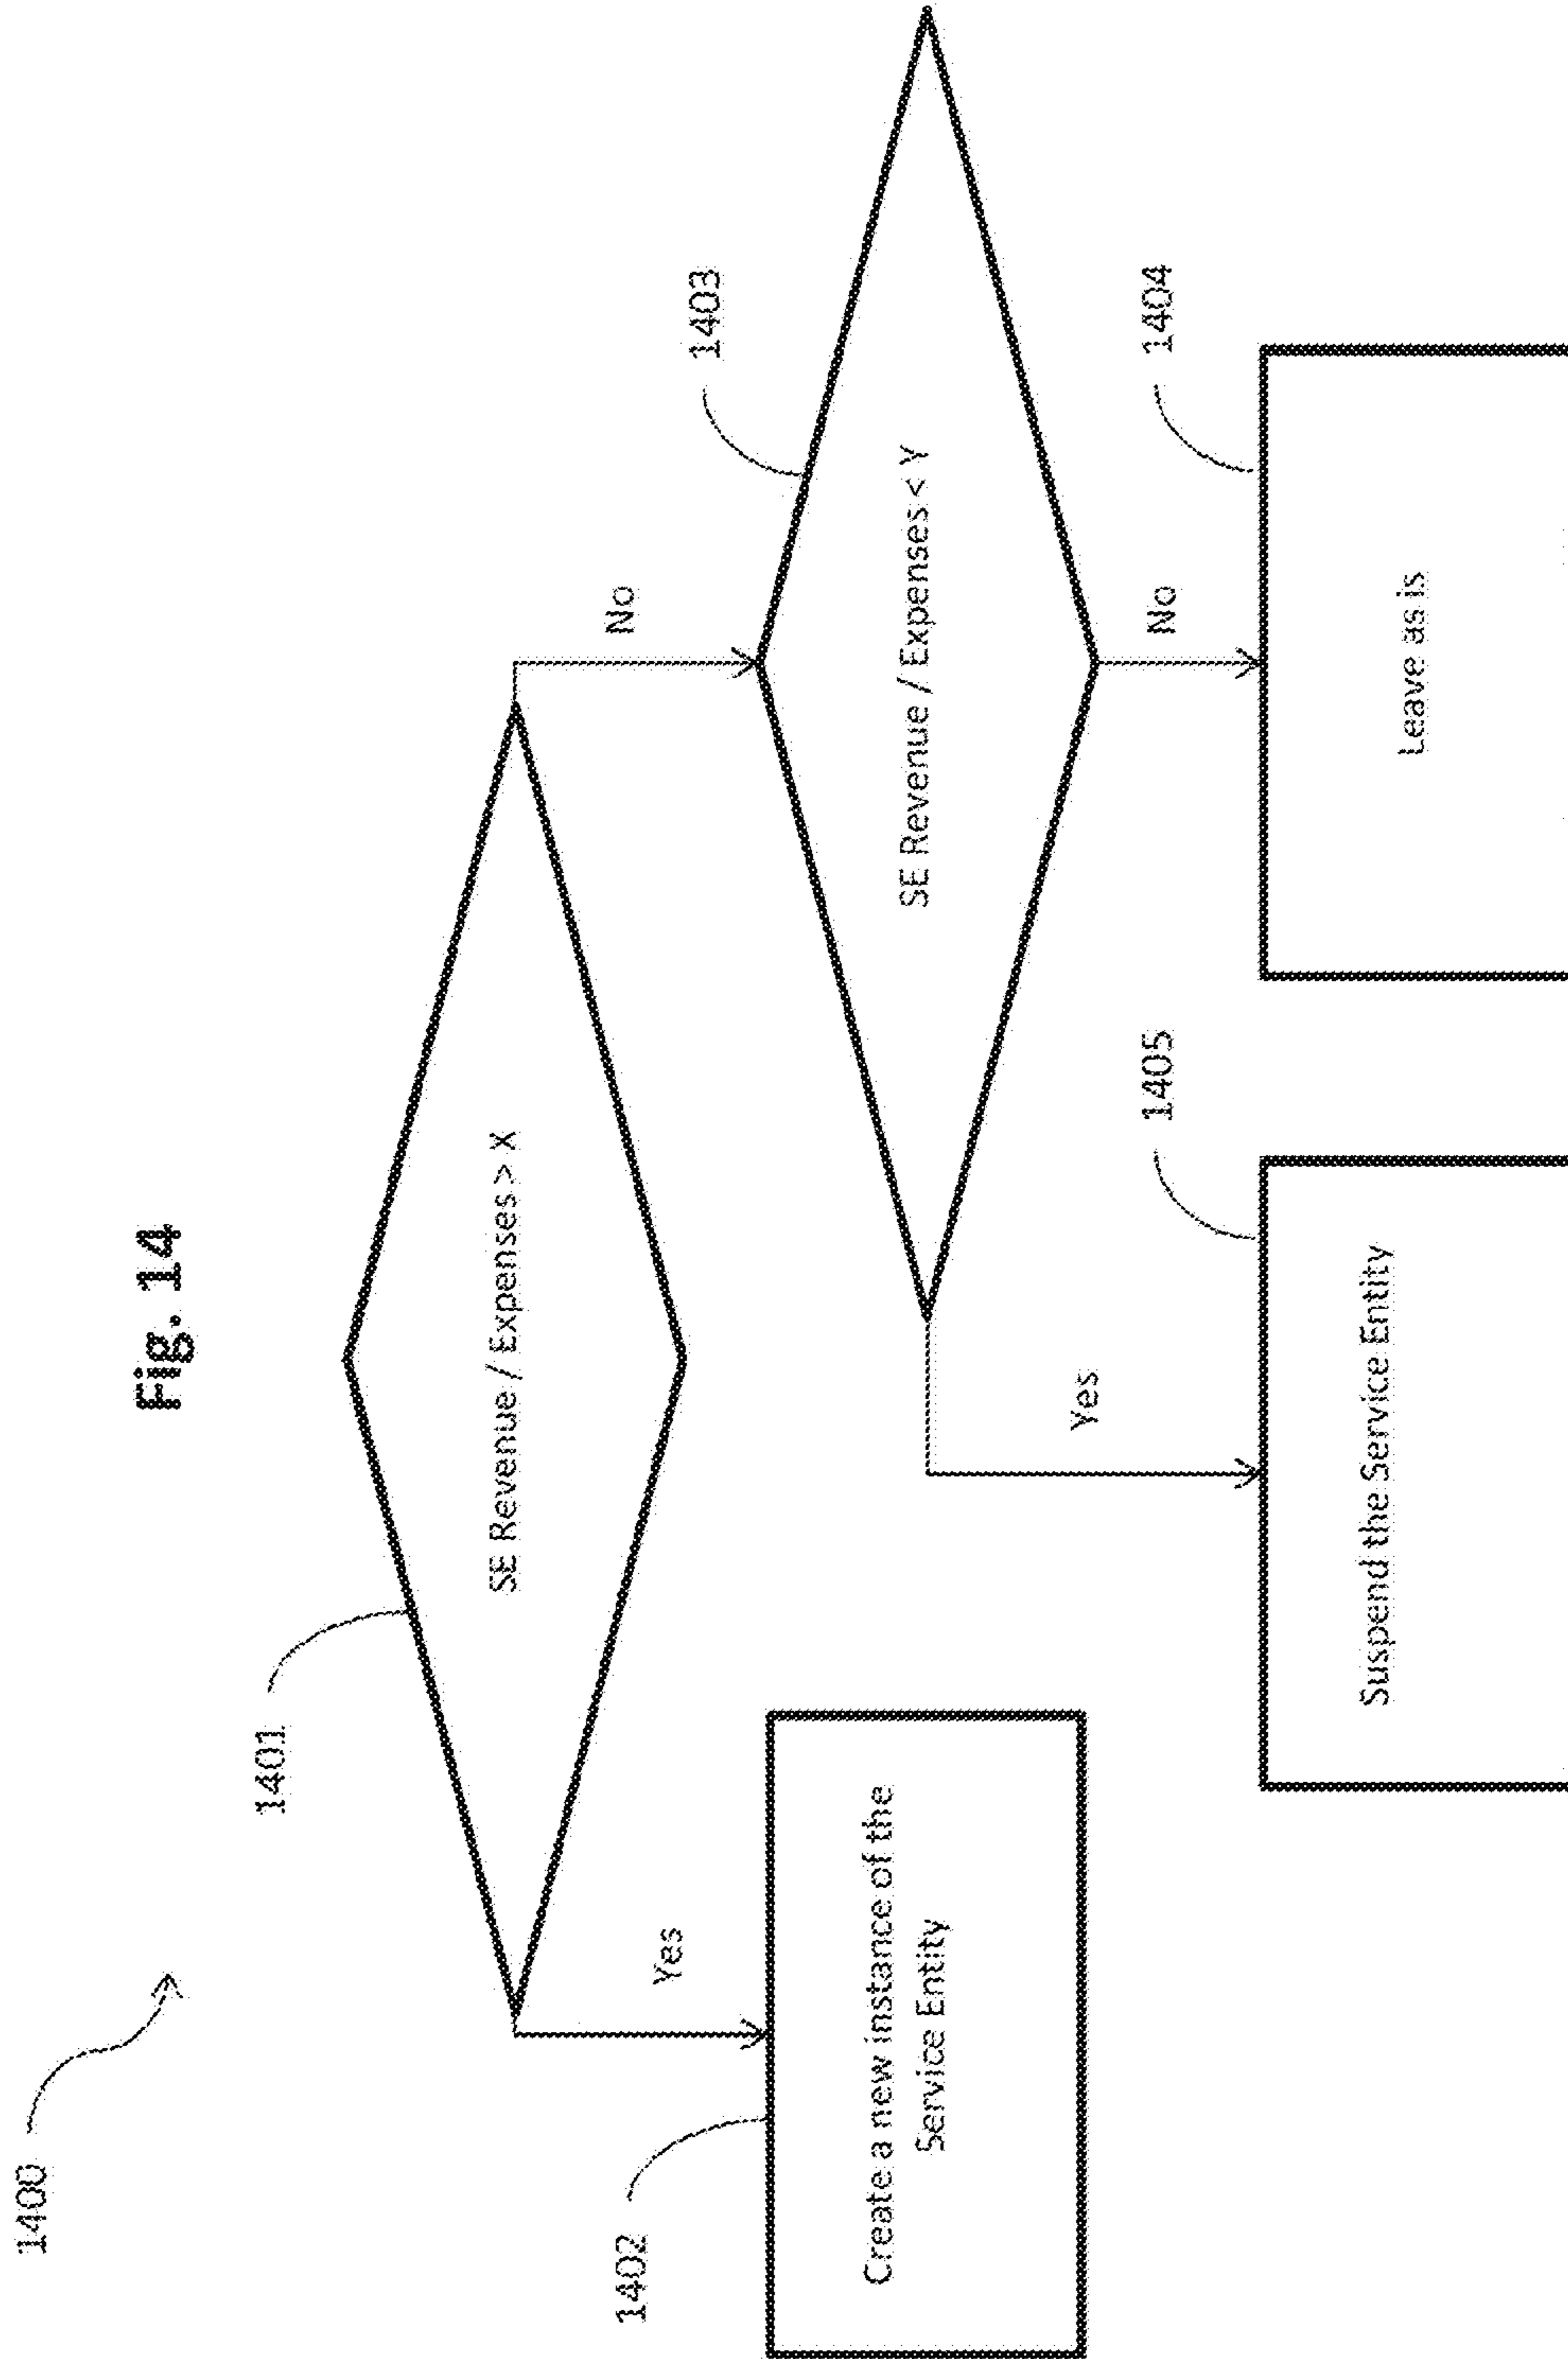 1400
Fig. 14
1401
SE Revenue / Expenses > X
Yes
No
1402
Create a new instance of the
Service Entity
1403
SE Revenue / Expenses < Y
Yes
No
1405
Suspend the Service Entity
1404
Leave as is